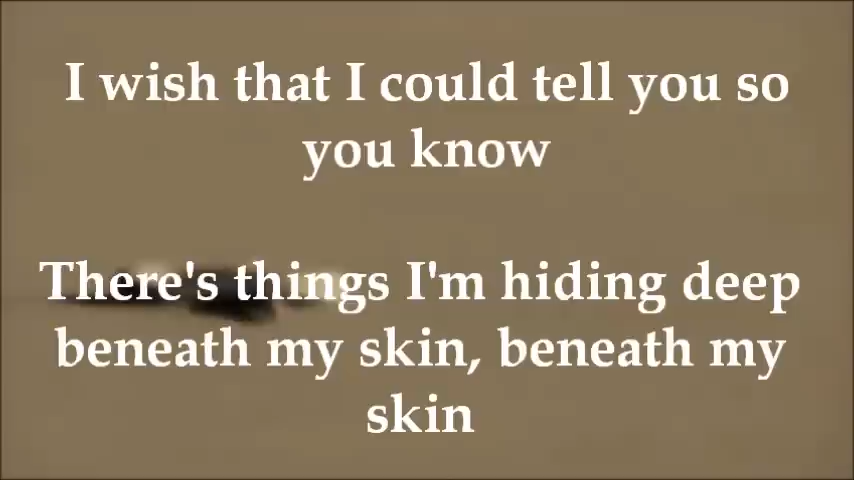 I wish that I could tell you so
you know
There's things I'm hiding deep
beneath my skin, beneath my
skin